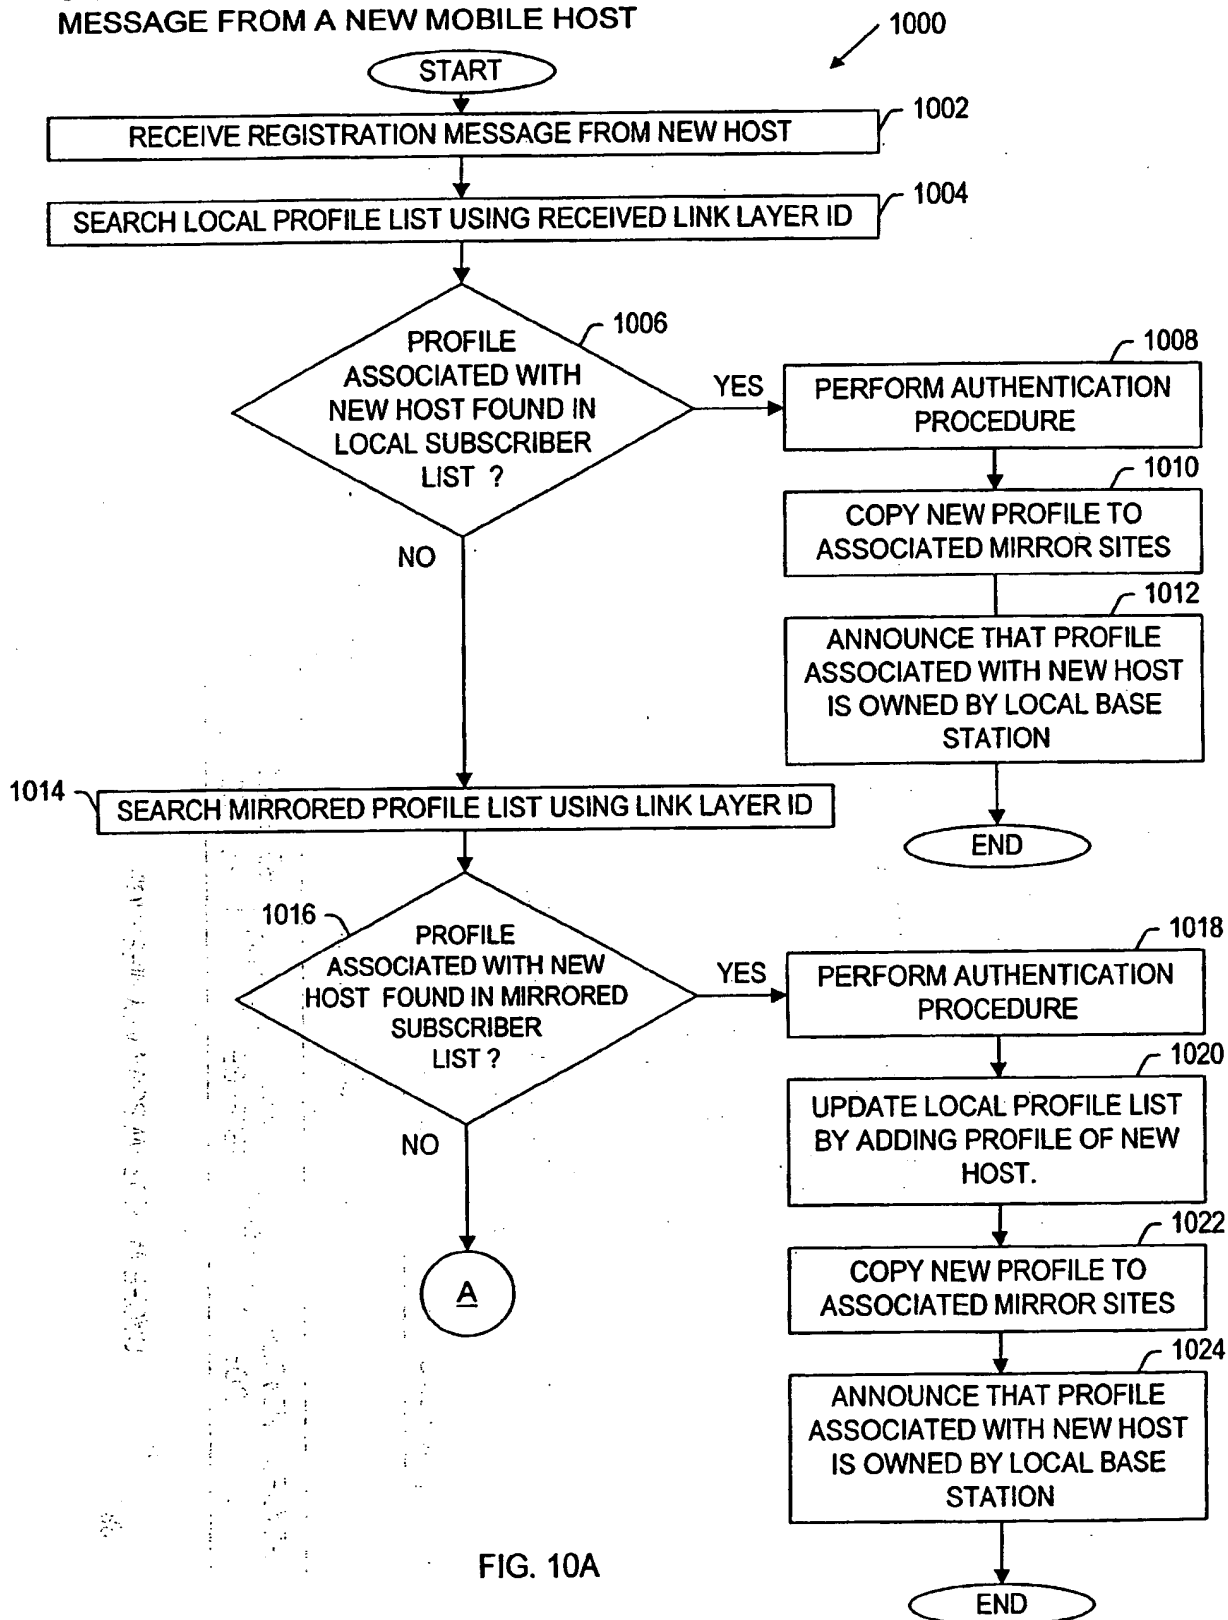 MESSAGE FROM A NEW MOBILE HOST
1000
START
1002
RECEIVE REGISTRATION MESSAGE FROM NEW HOST
1004
SEARCH LOCAL PROFILE LIST USING RECEIVED LINK LAYER ID
1006
PROFILE
ASSOCIATED WITH
NEW HOST FOUND IN
LOCAL SUBSCRIBER
LIST ?
YES
1008
PERFORM AUTHENTICATION
PROCEDURE
1010
COPY NEW PROFILE TO
ASSOCIATED MIRROR SITES
1012
ANNOUNCE THAT PROFILE
ASSOCIATED WITH NEW HOST
IS OWNED BY LOCAL BASE
STATION
END
NO
1014
SEARCH MIRRORED PROFILE LIST USING LINK LAYER ID
1016
PROFILE
ASSOCIATED WITH NEW
HOST FOUND IN MIRRORED
SUBSCRIBER
LIST ?
YES
1018
PERFORM AUTHENTICATION
PROCEDURE
1020
UPDATE LOCAL PROFILE LIST
BY ADDING PROFILE OF NEW
HOST.
1022
COPY NEW PROFILE TO
ASSOCIATED MIRROR SITES
1024
ANNOUNCE THAT PROFILE
ASSOCIATED WITH NEW HOST
IS OWNED BY LOCAL BASE
STATION
END
NO
A
FIG. 10A